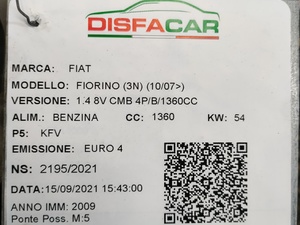 DISFACAR
MARCA: FIAT
MODELLO: FIORINO (3N) (10/07>)
VERSIONE: 1.4 8V CMB 4P/B/1360CC
ALIM.: BENZINA CC: 1360 KW: 54
P5: KFV
EMISSIONE: EURO 4
NS: 2195/2021
DATA:15/09/2021 15:43:00
ANNO IMM: 2009
Ponte Poss. M:5